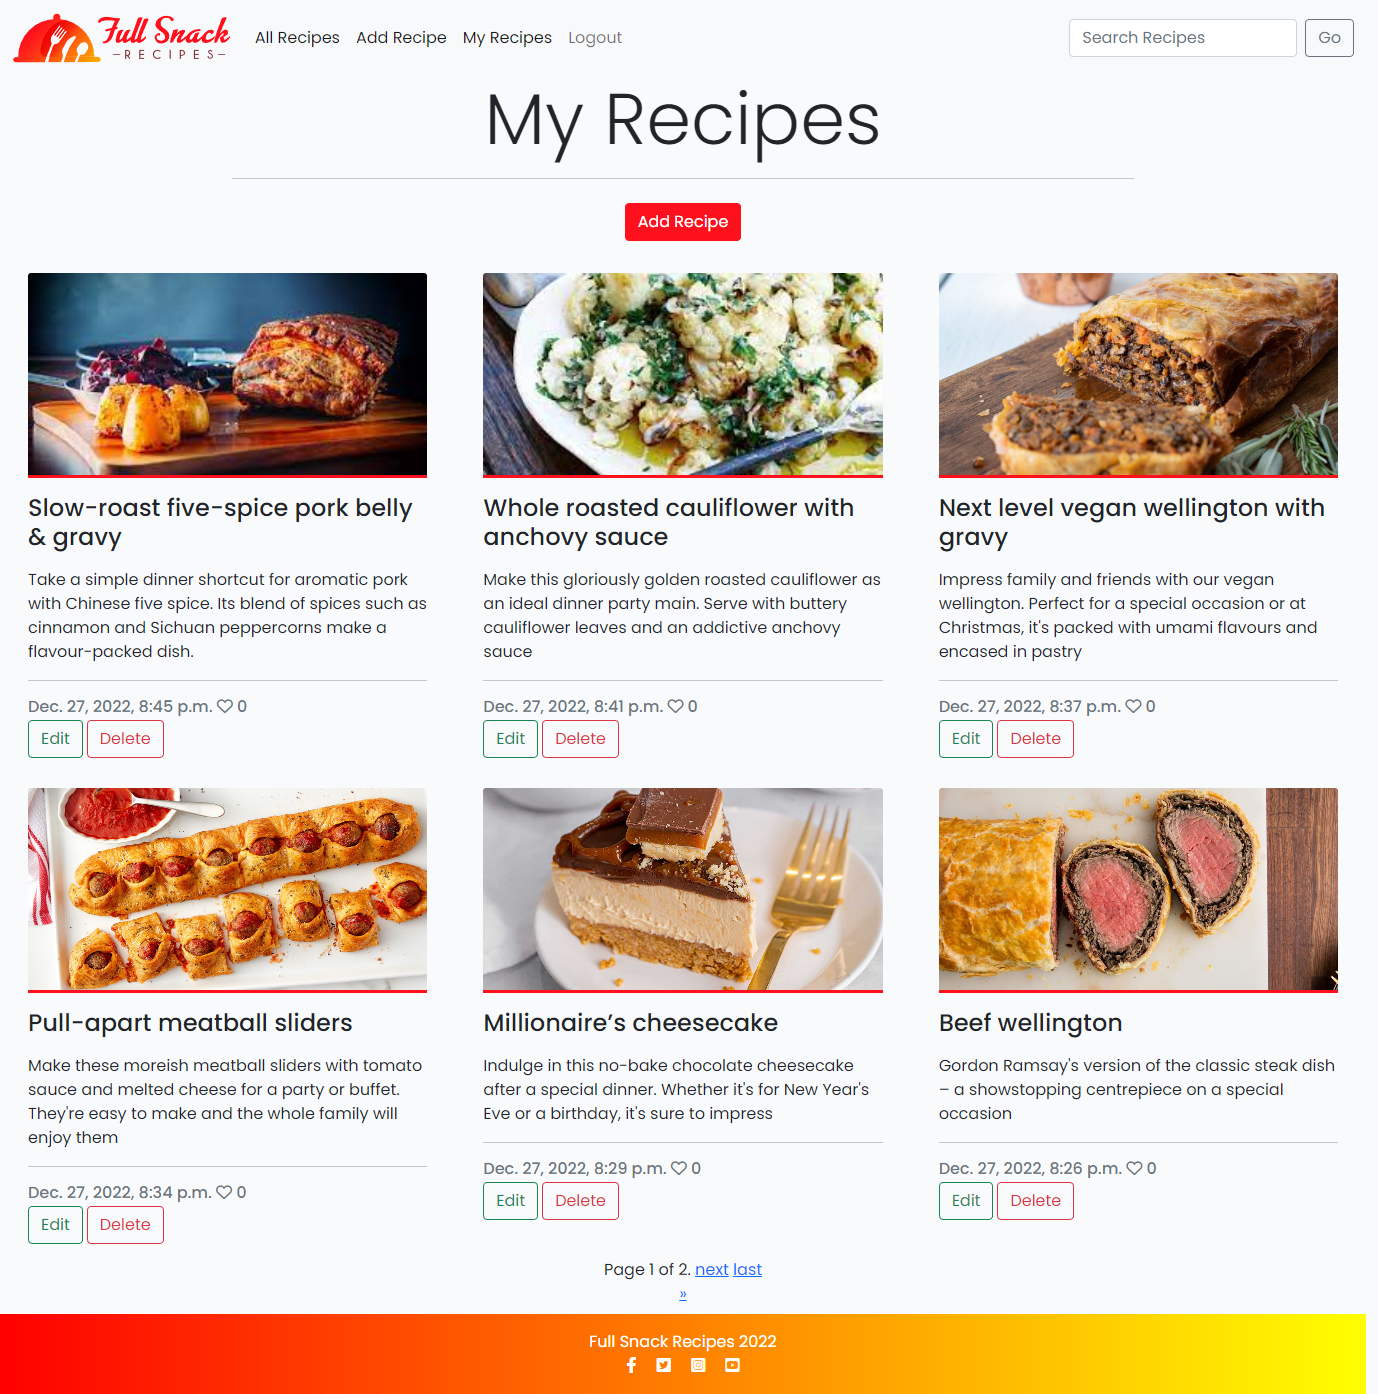 Full Snack
RECIPES
All Recipes Add Recipe My Recipes Logout
Search Recipes Go
My Recipes
Add Recipe
Slow-roast five-spice pork belly
& gravy
Take a simple dinner shortcut for aromatic pork
with Chinese five spice. Its blend of spices such as
cinnamon and Sichuan peppercorns make a
flavour-packed dish.
Dec. 27, 2022, 8:45 p.m. 0
Edit Delete
Whole roasted cauliflower with
anchovy sauce
Make this gloriously golden roasted cauliflower as
an ideal dinner party main. Serve with buttery
cauliflower leaves and an addictive anchovy
sauce
Dec. 27, 2022, 8:41 p.m. 0
Edit Delete
Next level vegan wellington with
gravy
Impress family and friends with our vegan
wellington. Perfect for a special occasion or at
Christmas, it's packed with umami flavours and
encased in pastry
Dec. 27, 2022, 8:37 p.m. 0
Edit Delete
Pull-apart meatball sliders
Make these moreish meatball sliders with tomato
sauce and melted cheese for a party or buffet.
They're easy to make and the whole family will
enjoy them
Dec. 27, 2022, 8:34 p.m. 0
Edit Delete
Millionaire’s cheesecake
Indulge in this no-bake chocolate cheesecake
after a special dinner. Whether it's for New Year's
Eve or a birthday, it's sure to impress
Dec. 27, 2022, 8:29 p.m. 0
Edit Delete
Beef wellington
Gordon Ramsay's version of the classic steak dish
– a showstopping centrepiece on a special
occasion
Dec. 27, 2022, 8:26 p.m. 0
Edit Delete
Page 1 of 2. next last
»
Full Snack Recipes 2022